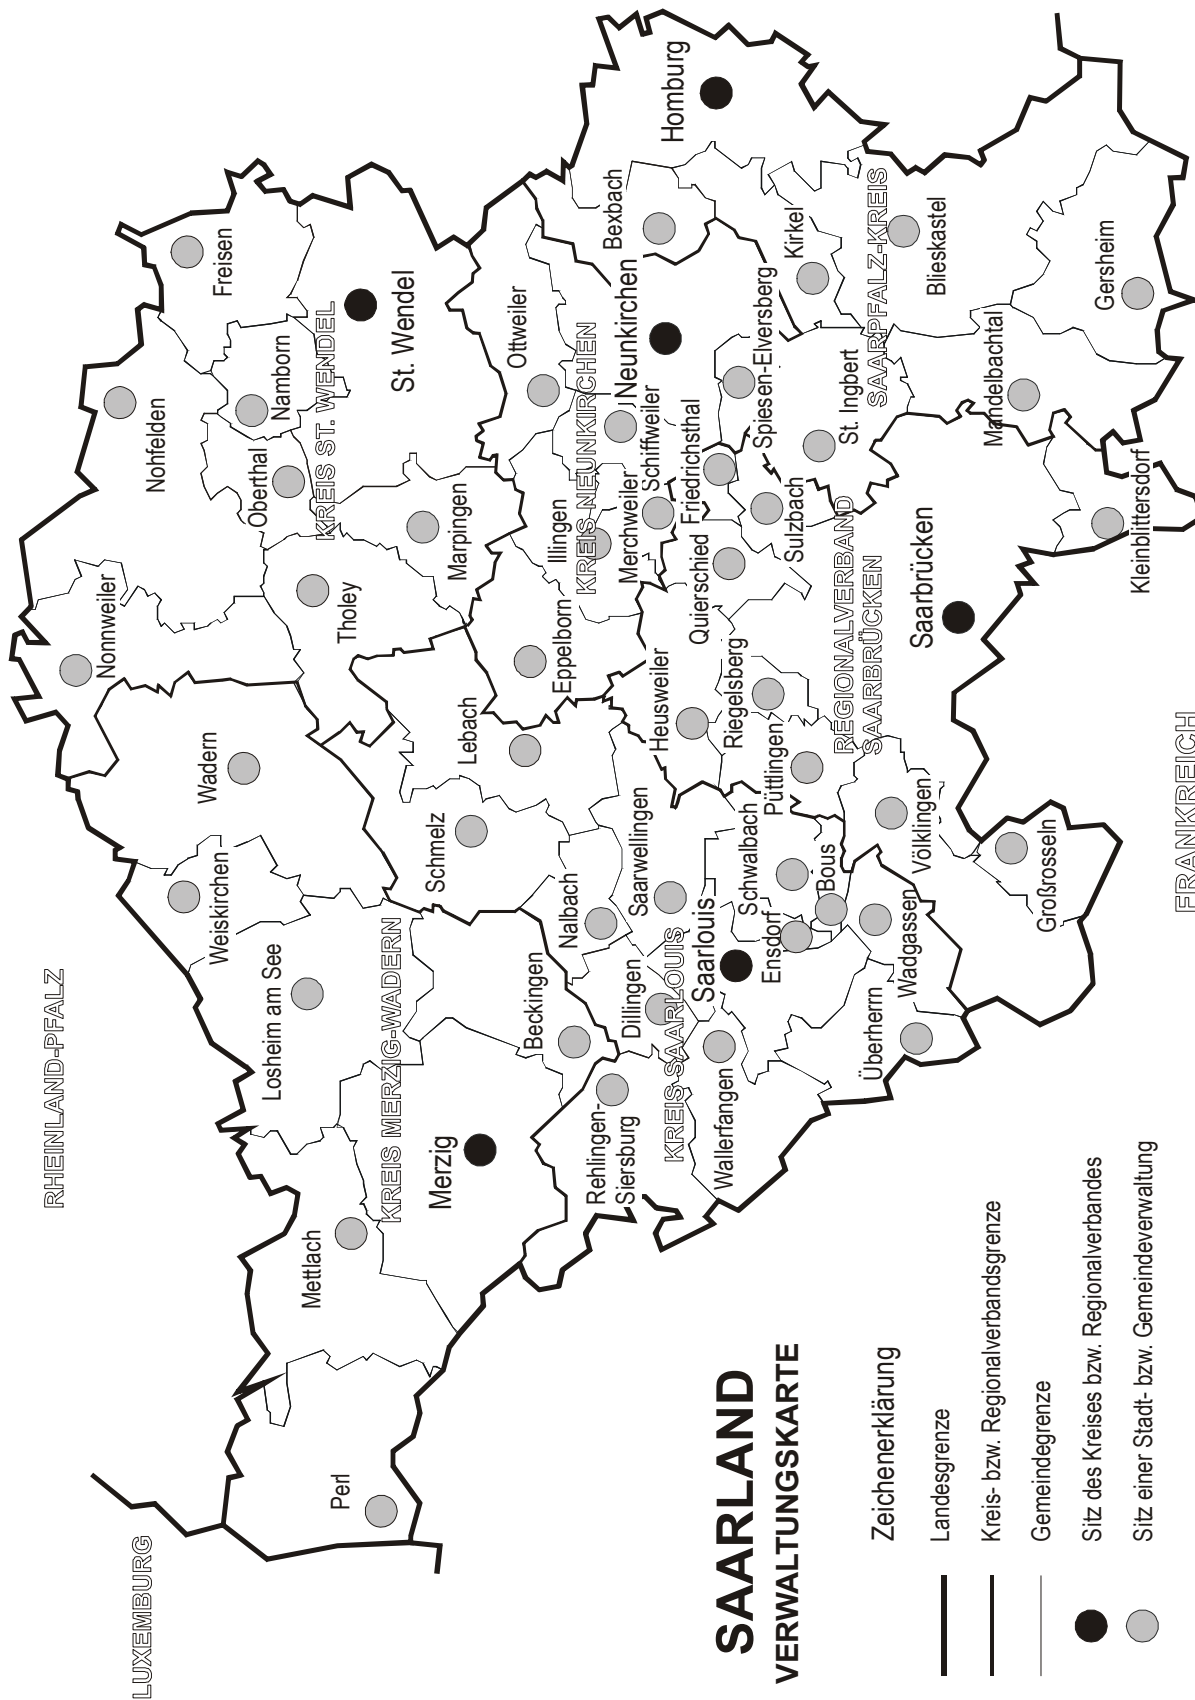 RHEINLAND-PFALZ
LUXEMBURG
FRANKREICH
Nonnweiler
Nohfelden
Freisen
Weiskirchen
Wadern
Oberthal
Namborn
KREIS ST. WENDEL
Losheim am See
Tholey
St. Wendel
Mettlach
Perl
KREIS MERZIG-WADERN
Merzig
Schmelz
Lebach
Marpingen
Ottweiler
Beckingen
Nalbach
Eppelborn
Illingen
KREIS NEUNKIRCHEN
Neunkirchen
Bexbach
Homburg
Rehlingen-
Siersburg
Dillingen
Saarwellingen
Merchweiler
Schiffweiler
KREIS SAARLOUIS
Saarlouis
Heusweiler
Quierschied
Friedrichsthal
Wallerfangen
Ensdorf
Schwalbach
Riegelsberg
Püttlingen
Sulzbach
Spiesen-Elversberg
Kirkel
Bous
REGIONALVERBAND
SAARBRÜCKEN
St. Ingbert
SAARPFALZ-KREIS
Überherrn
Wadgassen
Völklingen
Saarbrücken
Blieskastel
Großrosseln
Mandelbachtal
Gersheim
Kleinblittersdorf
SAARLAND
VERWALTUNGSKARTE
Zeichenerklärung
Landesgrenze
Kreis- bzw. Regionalverbandsgrenze
Gemeindegrenze
Sitz des Kreises bzw. Regionalverbandes
Sitz einer Stadt- bzw. Gemeindeverwaltung